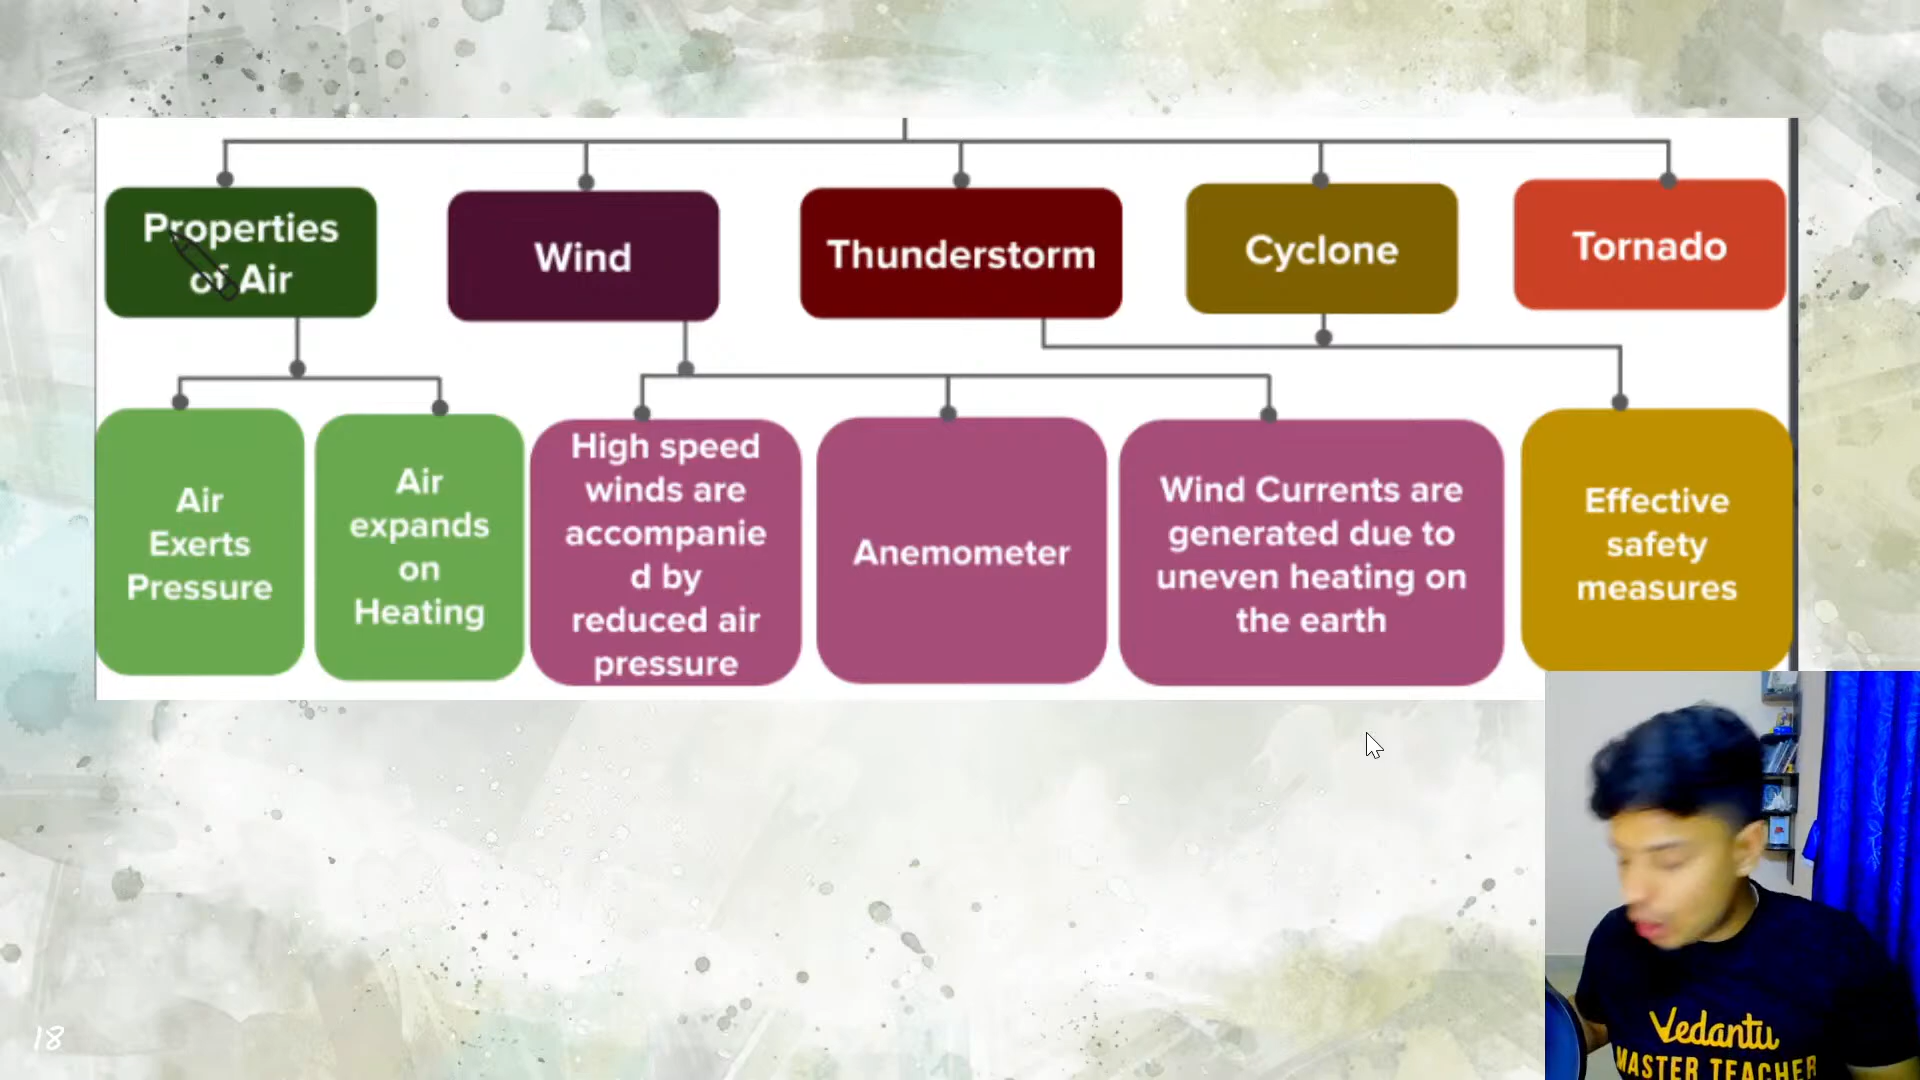 Properties
of Air
Wind
Thunderstorm
Cyclone
Tornado
Air
Exerts
Pressure
Air
expands
on
Heating
High speed
winds are
accompanie
d by
reduced air
pressure
Anemometer
Wind Currents are
generated due to
uneven heating on
the earth
Effective
safety
measures
18
Vedantu
MASTER TEACHER